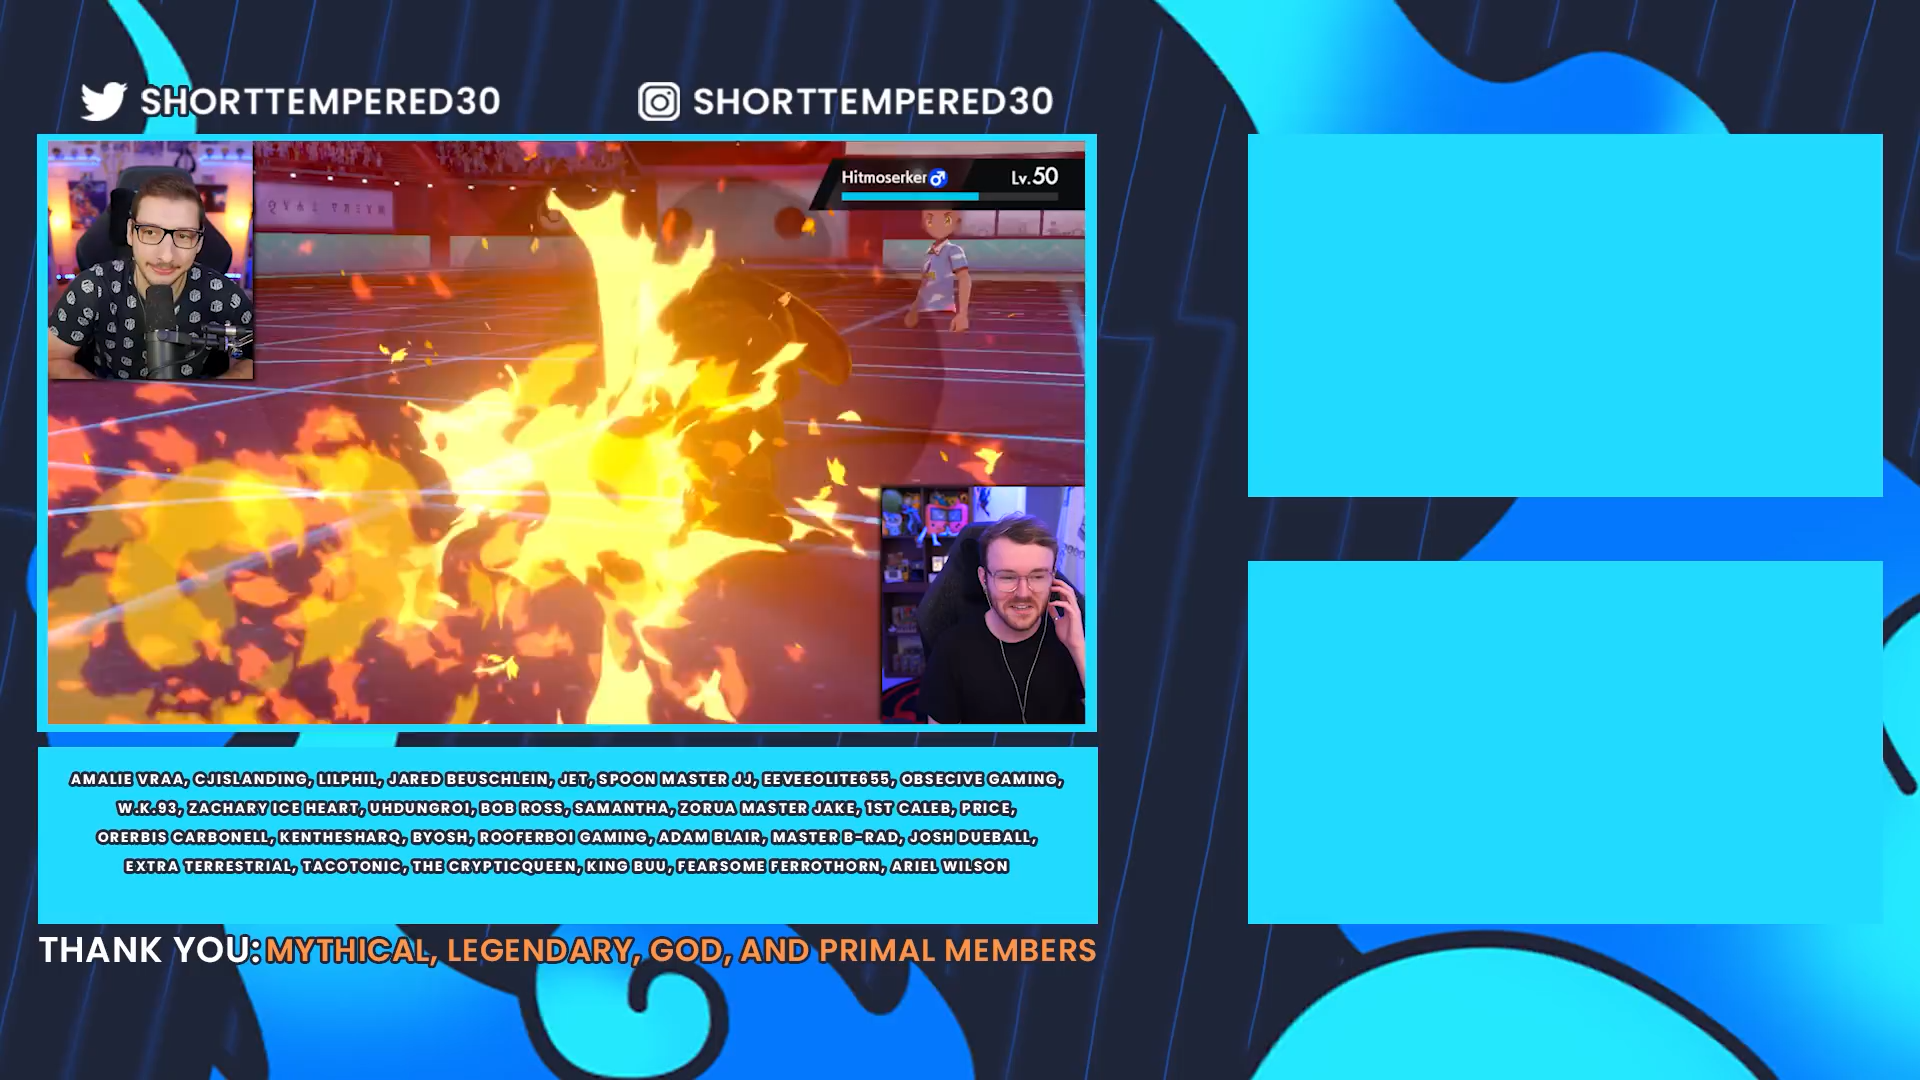 SHORTTEMPERED30
SHORTTEMPERED30
Hitmoserker♂ Lv.50
AMALIE VRAA, CJISLANDING, LILPHIL, JARED BEUSCHLEIN, JET, SPOON MASTER JJ, EEVEEOLITE655, OBSECIVE GAMING,
W.K.93, ZACHARY ICE HEART, UHDUNGROI, BOB ROSS, SAMANTHA, ZORUA MASTER JAKE, 1ST CALEB, PRICE,
ORERBIS CARBONELL, KENTHESHARQ, BYOSH, ROOFERBOI GAMING, ADAM BLAIR, MASTER B-RAD, JOSH DUEBALL,
EXTRA TERRESTRIAL, TACOTONIC, THE CRYPTICQUEEN, KING BUU, FEARSOME FERROTHORN, ARIEL WILSON
THANK YOU: MYTHICAL, LEGENDARY, GOD, AND PRIMAL MEMBERS